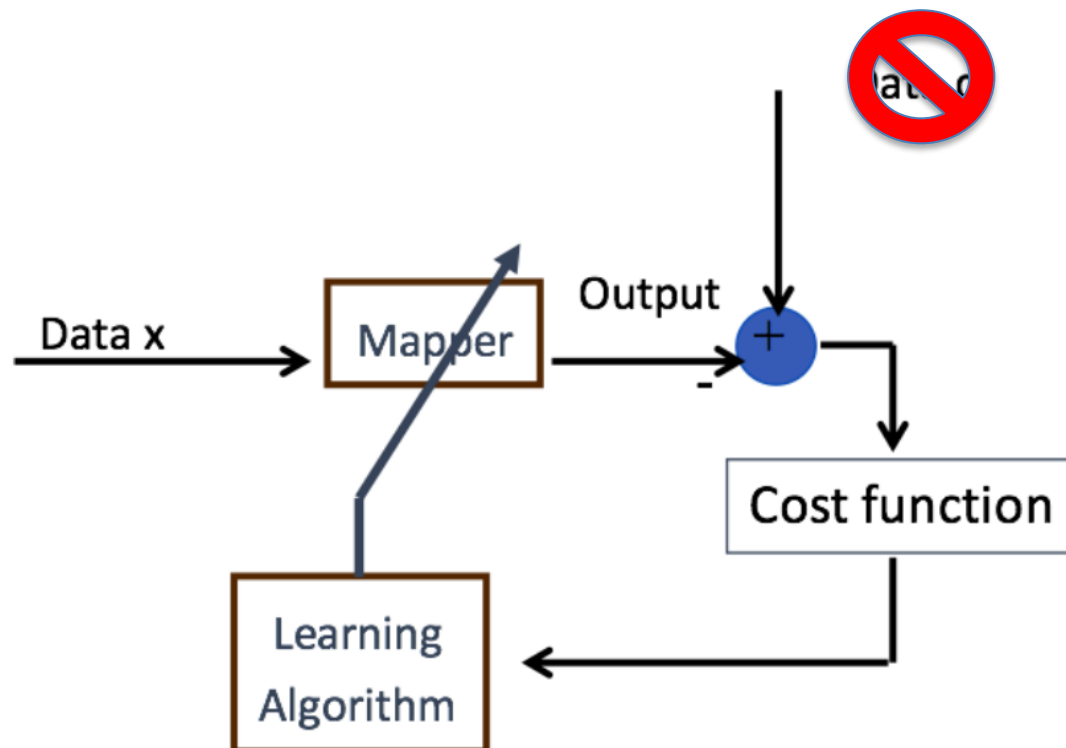 Data x
Mapper
Output
+
-
Cost function
Learning
Algorithm